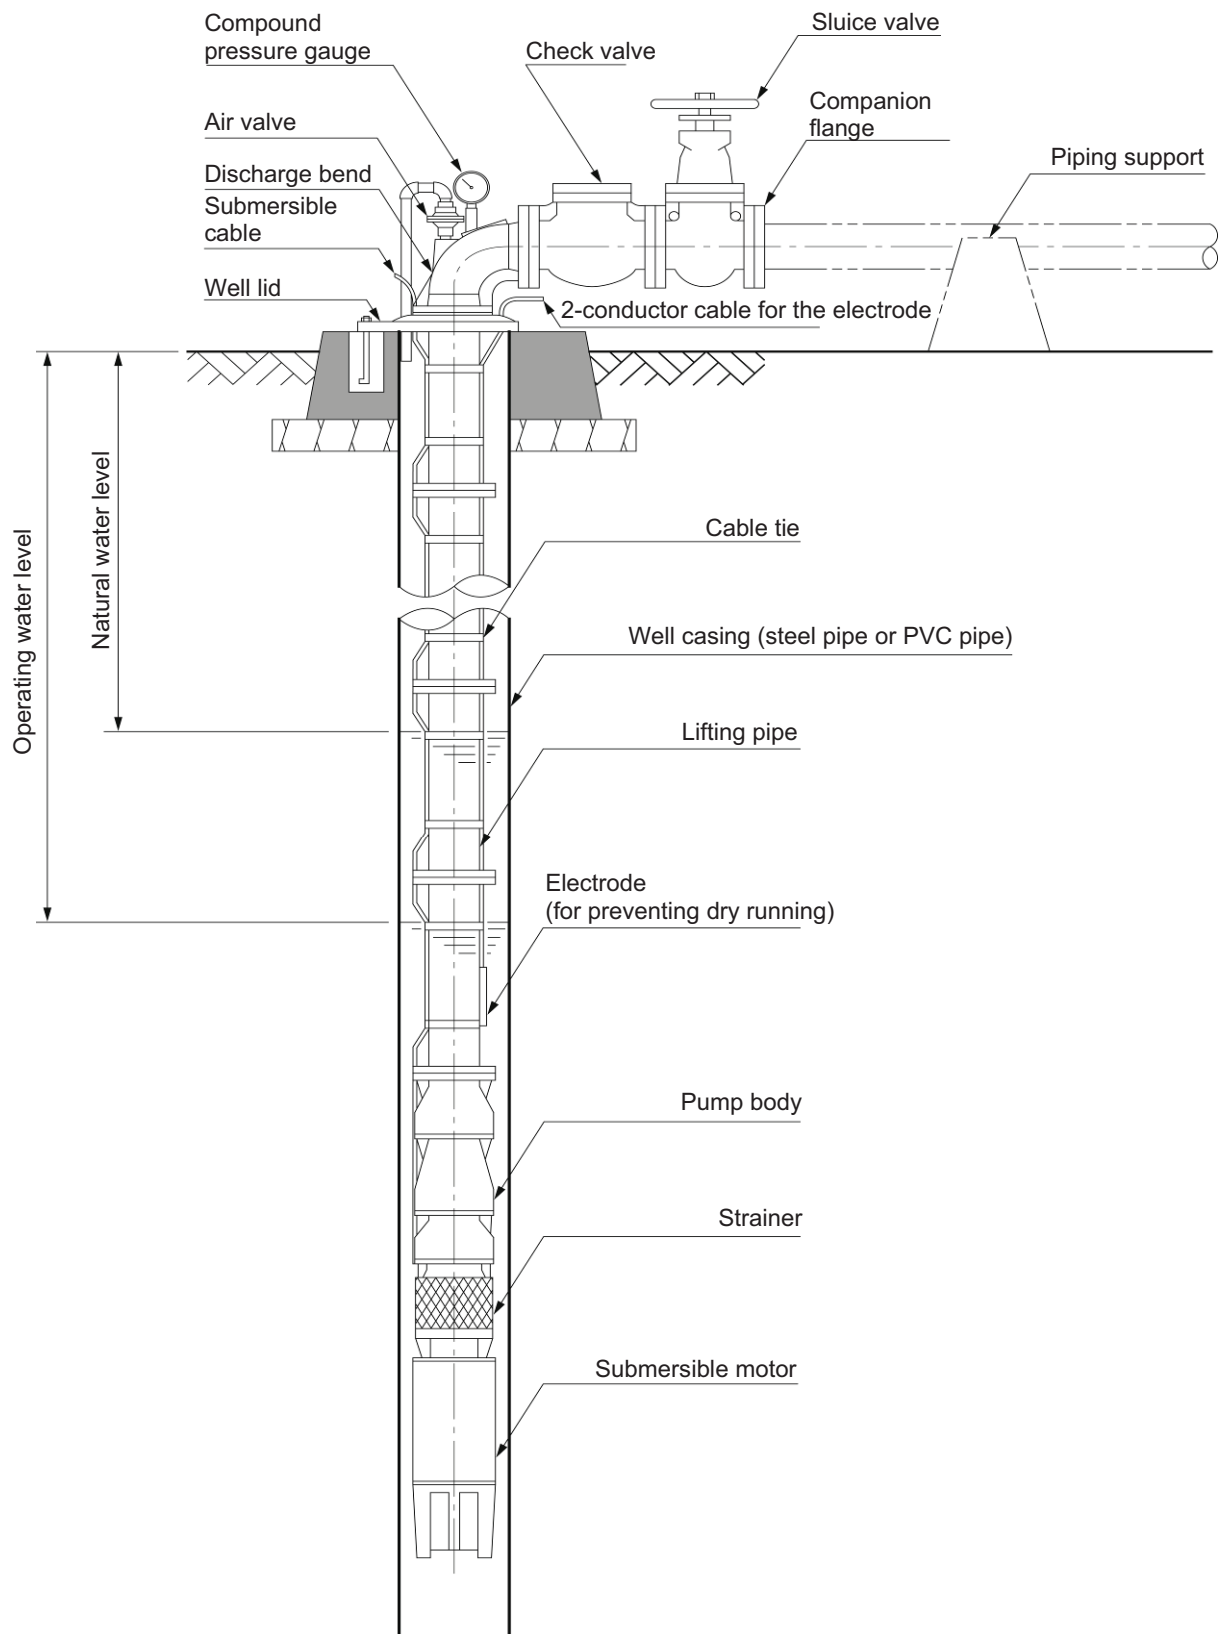 Compound
pressure gauge
Sluice valve
Check valve
Companion
flange
Air valve
Piping support
Discharge bend
Submersible
cable
Well lid
2-conductor cable for the electrode
Natural water level
Operating water level
Cable tie
Well casing (steel pipe or PVC pipe)
Lifting pipe
Electrode
(for preventing dry running)
Pump body
Strainer
Submersible motor